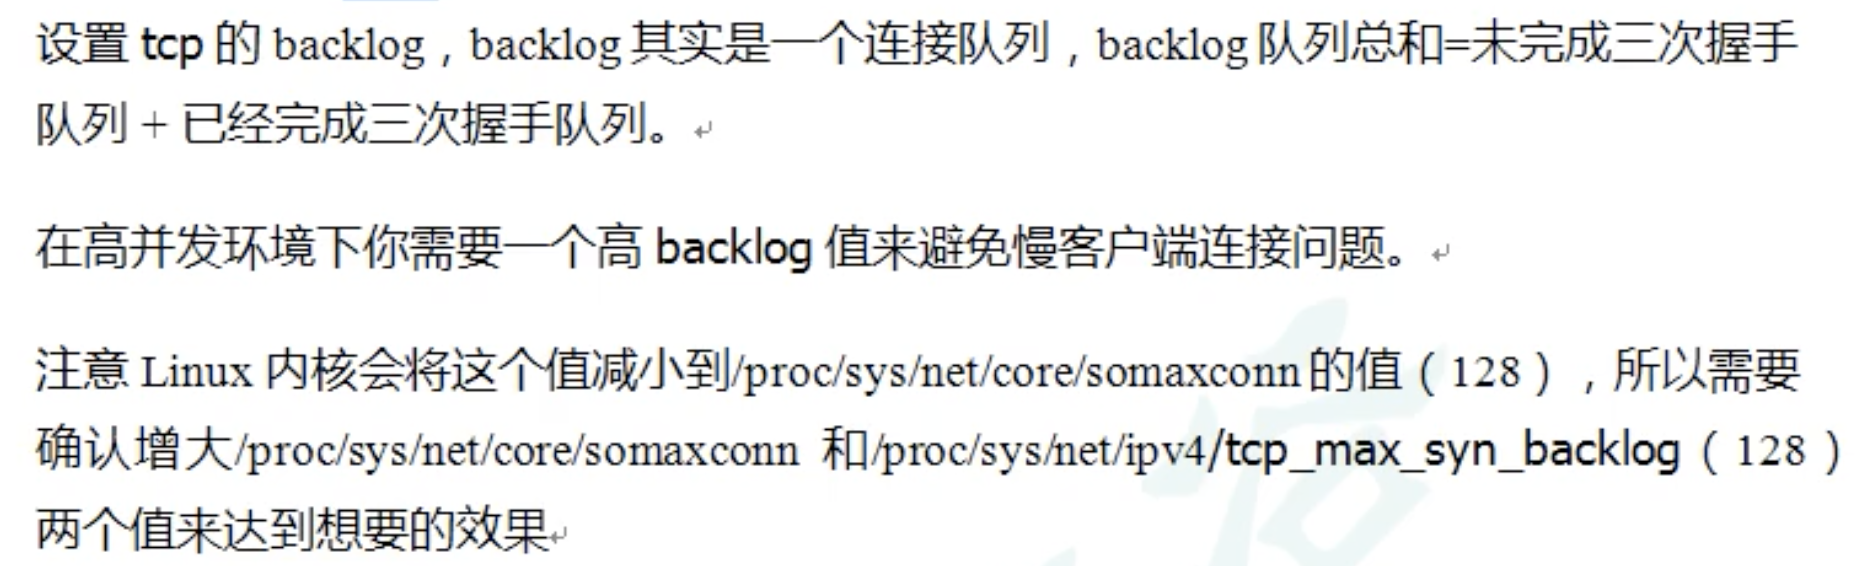 设置 tcp 的 backlog，backlog 其实是一个连接队列，backlog 队列总和=未完成三次握手
队列 + 已经完成三次握手队列。
在高并发环境下你需要一个高 backlog 值来避免慢客户端连接问题。
注意 Linux 内核会将这个值减小到/proc/sys/net/core/somaxconn 的值（128），所以需要
确认增大/proc/sys/net/core/somaxconn 和/proc/sys/net/ipv4/tcp_max_syn_backlog（128）
两个值来达到想要的效果